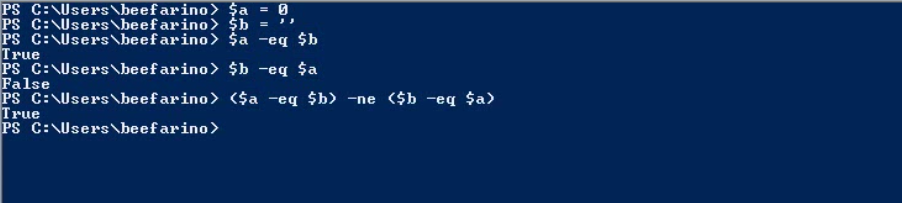 PS C:\Users\beefarino> $a = 0
PS C:\Users\beefarino> $b = ''
PS C:\Users\beefarino> $a -eq $b
True
PS C:\Users\beefarino> $b -eq $a
False
PS C:\Users\beefarino> ($a -eq $b) -ne ($b -eq $a)
True
PS C:\Users\beefarino>